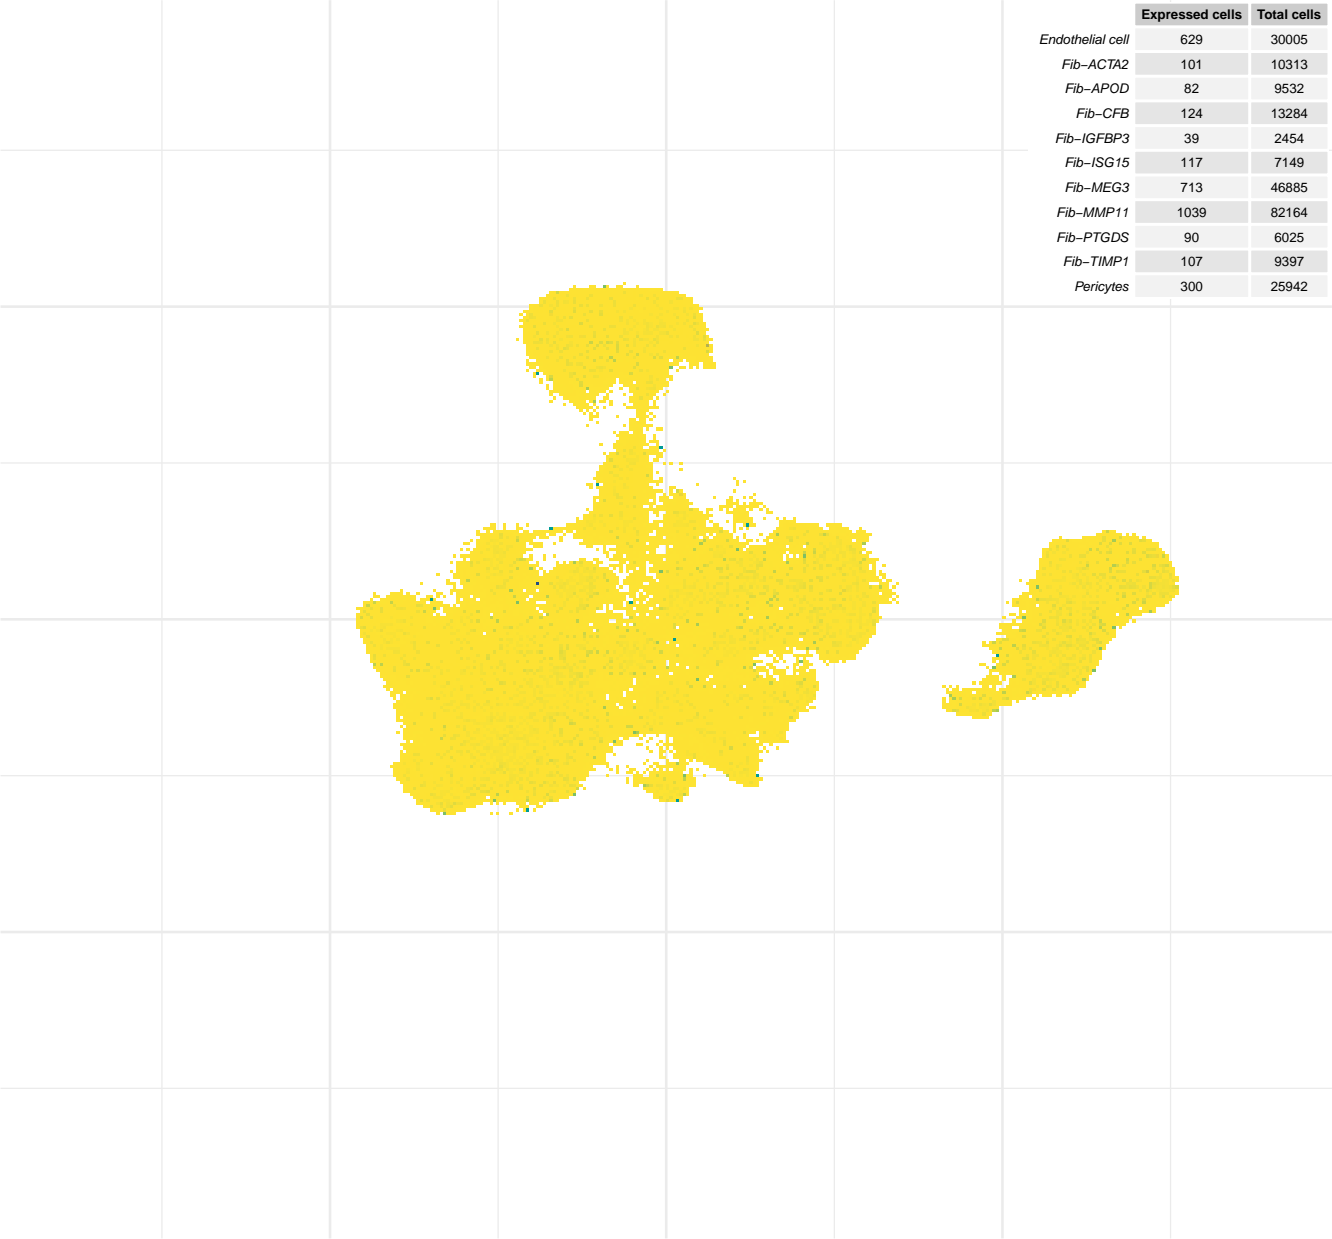 Expressed cells Total cells
Endothelial cell 629 30005
Fib−ACTA2 101 10313
Fib−APOD 82 9532
Fib−CFB 124 13284
Fib−IGFBP3 39 2454
Fib−ISG15 117 7149
Fib−MEG3 713 46885
Fib−MMP11 1039 82164
Fib−PTGDS 90 6025
Fib−TIMP1 107 9397
Pericytes 300 25942